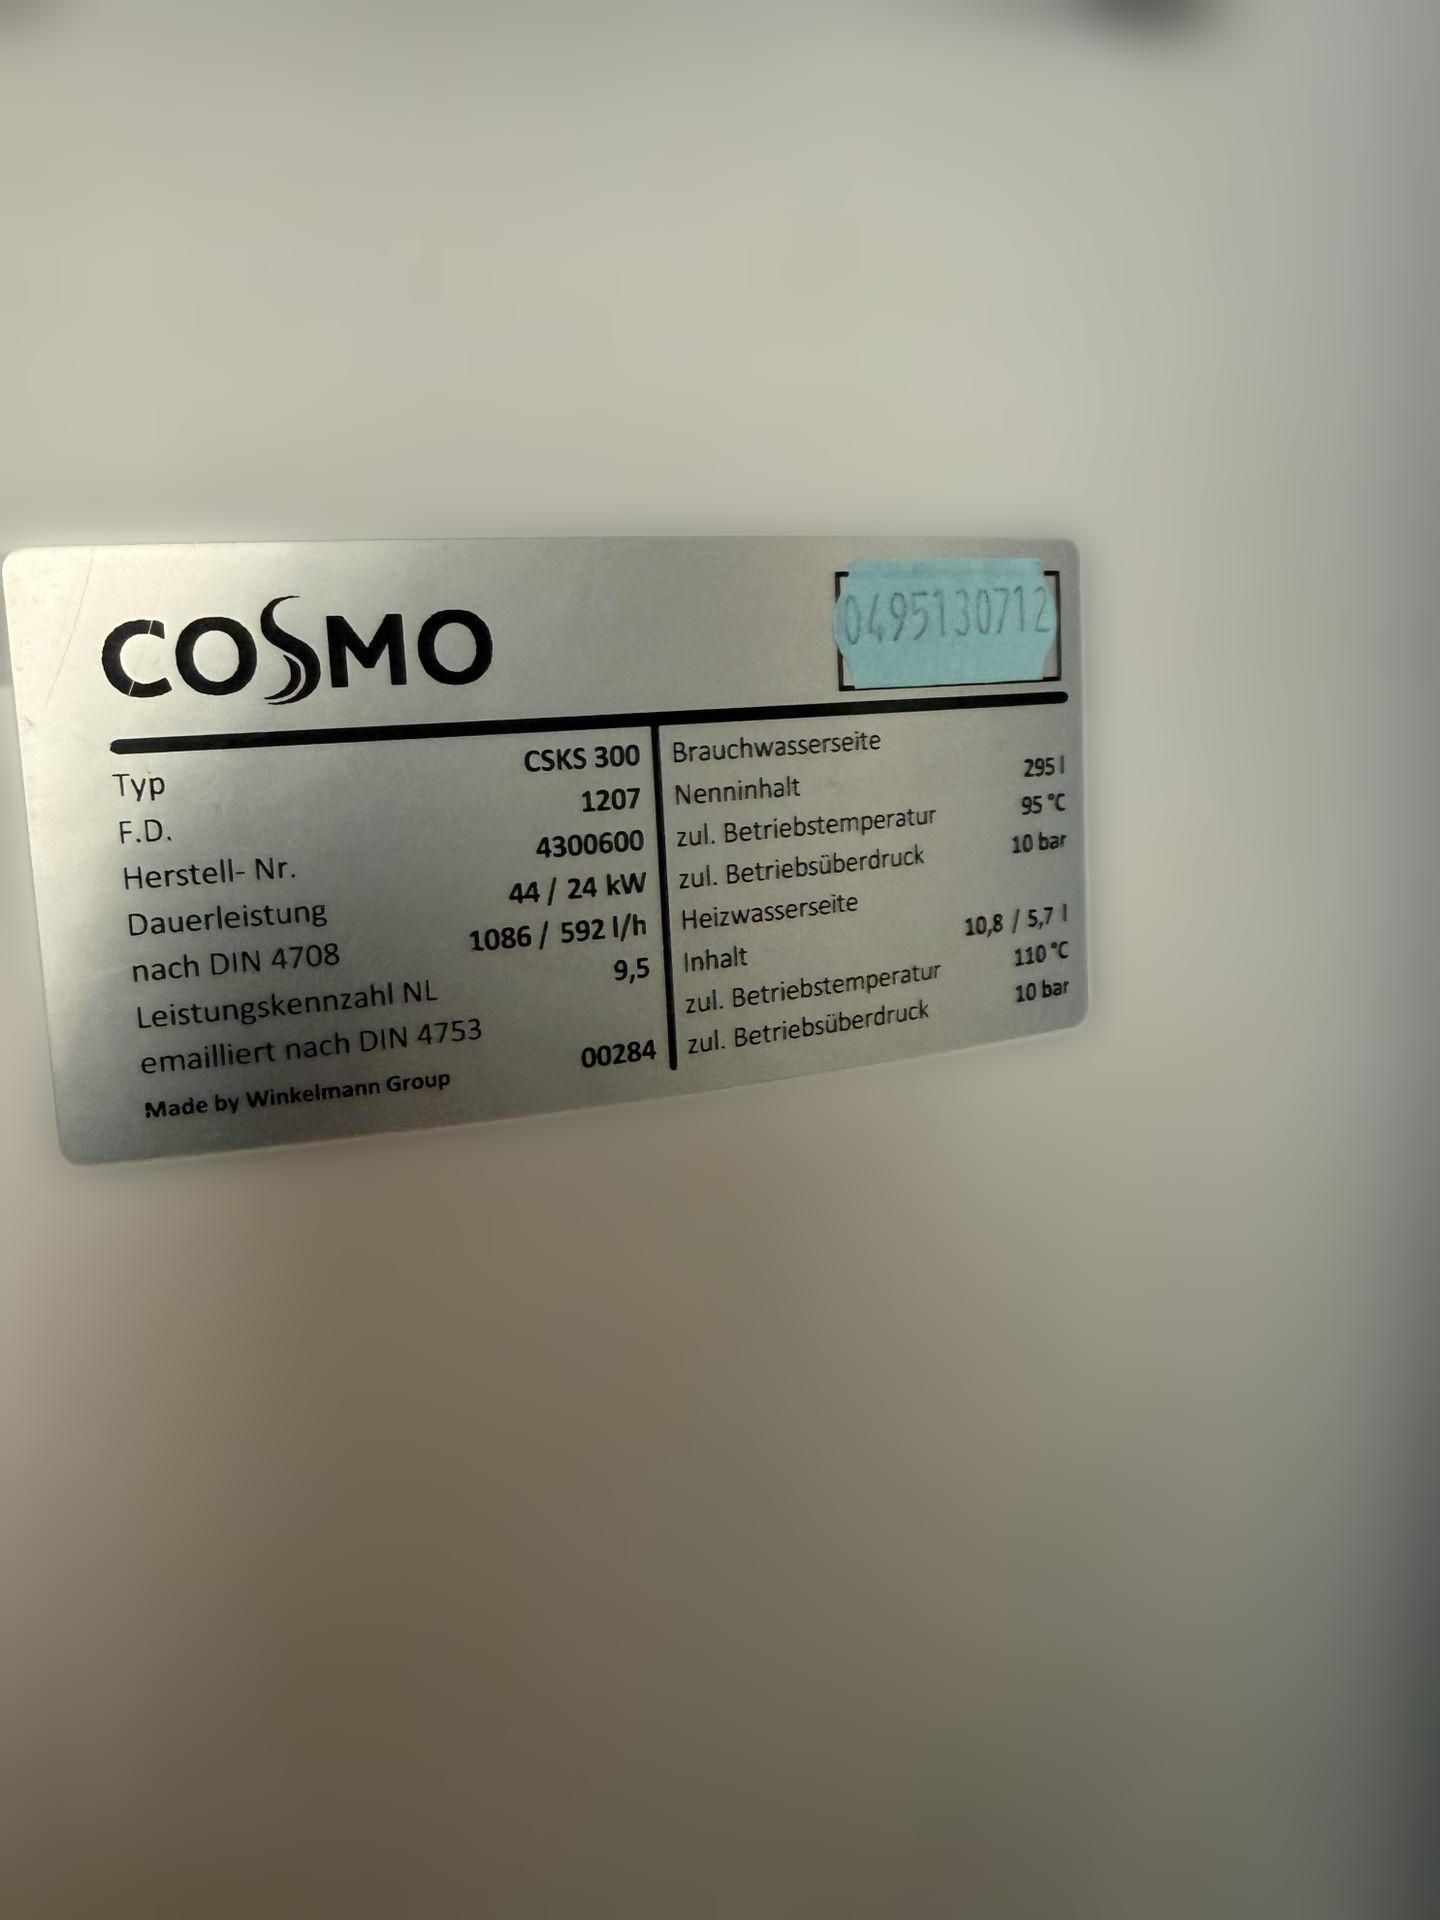 COSMO
0495130712
Typ CSKS 300
F.D. 1207
Herstell- Nr. 4300600
Dauerleistung 44 / 24 kW
nach DIN 4708 1086 / 592 l/h
Leistungskennzahl NL 9,5
emailliert nach DIN 4753
Made by Winkelmann Group 00284
Brauchwasserseite
Nenninhalt 295 l
zul. Betriebstemperatur 95 °C
zul. Betriebsüberdruck 10 bar
Heizwasserseite
Inhalt 10,8 / 5,7 l
zul. Betriebstemperatur 110 °C
zul. Betriebsüberdruck 10 bar